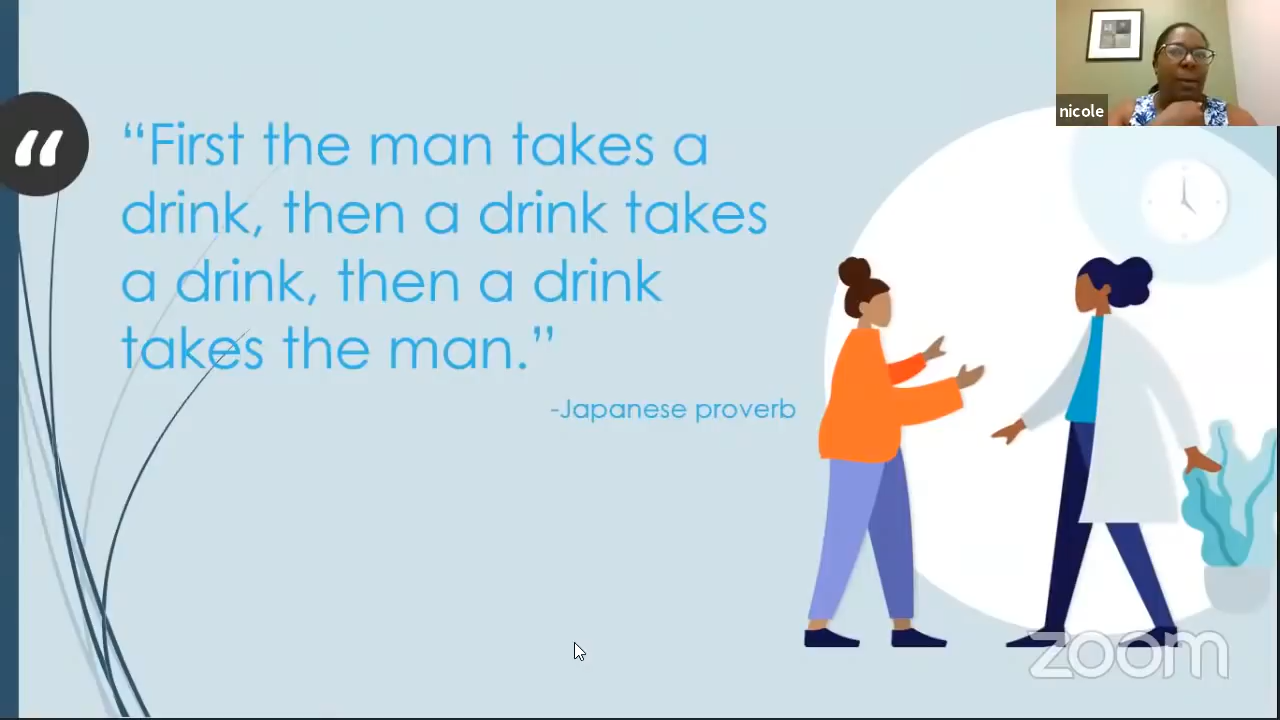 nicole
“First the man takes a
drink, then a drink takes
a drink, then a drink
takes the man.”
-Japanese proverb
zoom